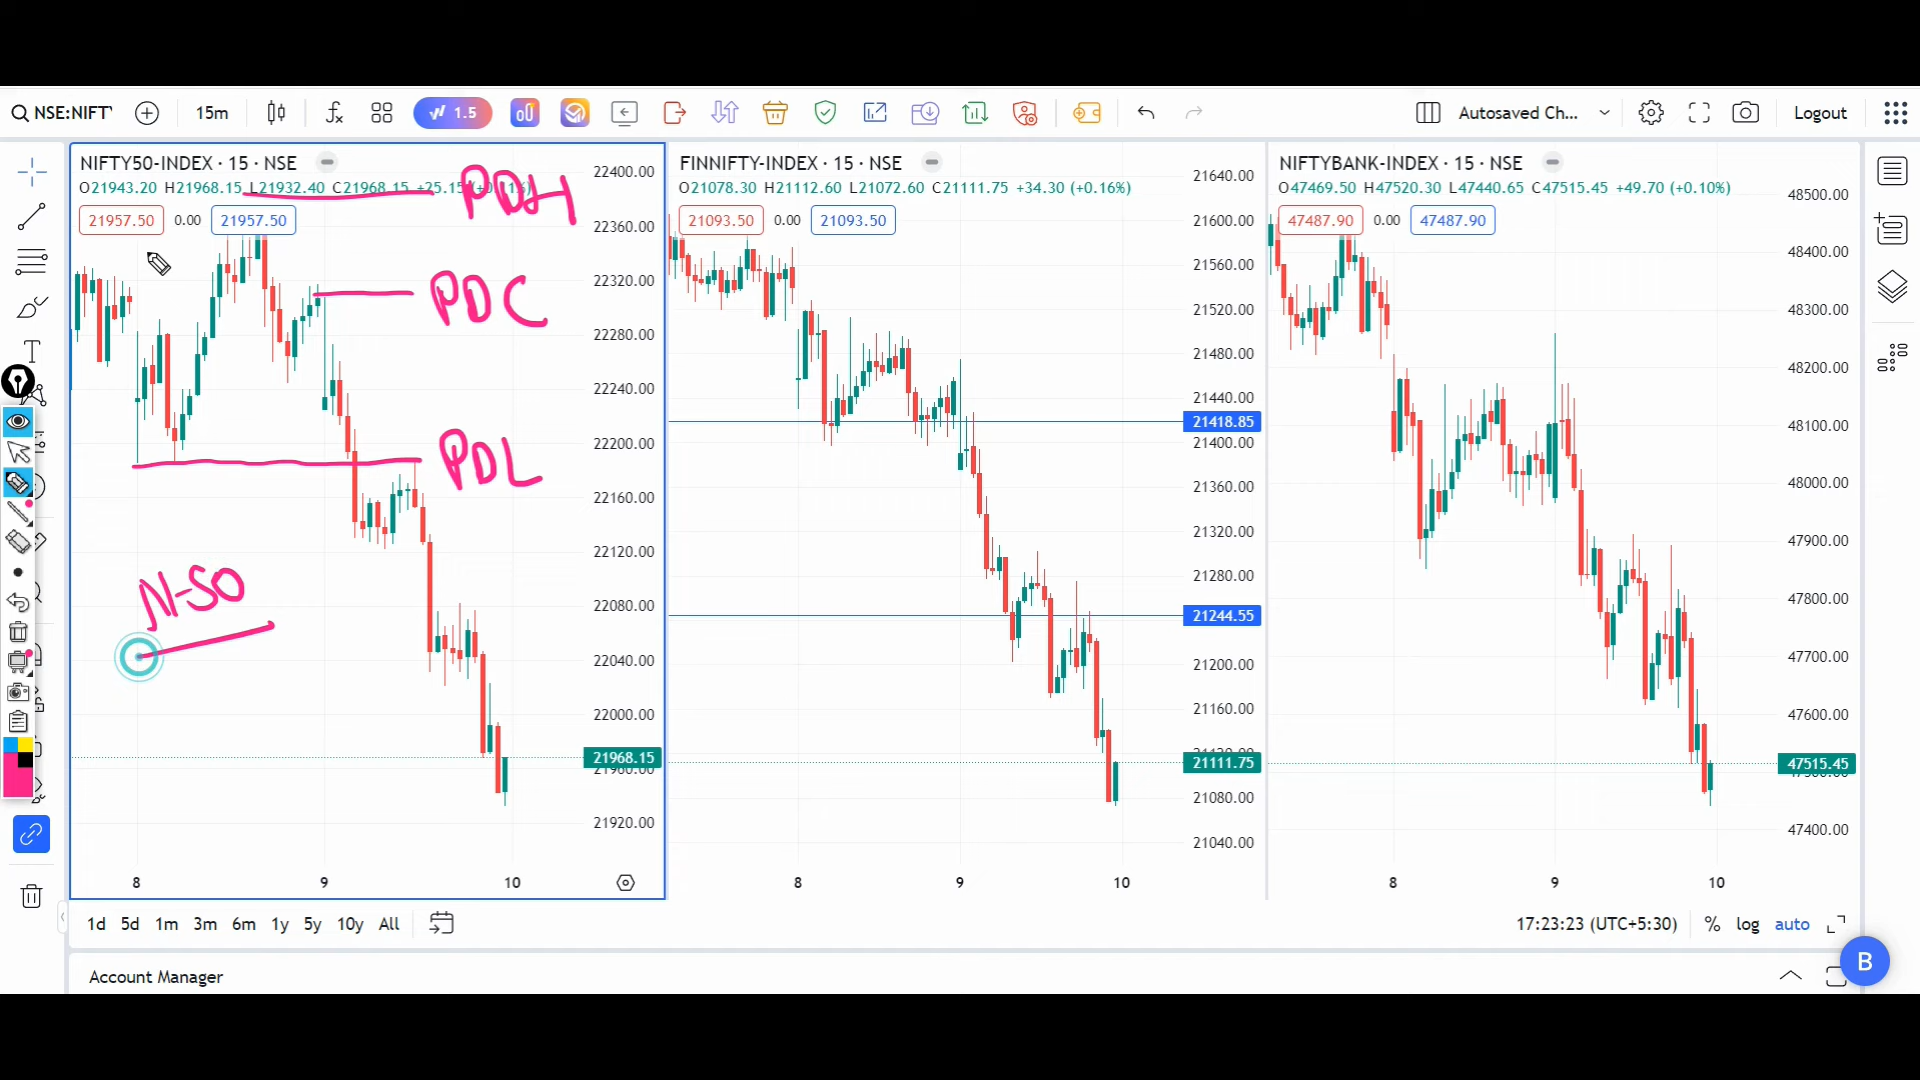 NSE:NIFTY
15m
1.5
Autosaved Ch...
Logout
NIFTY50-INDEX · 15 · NSE
O21943.20 H21968.15 L21932.40 C21968.15 +25.15
21957.50 0.00 21957.50
PDH
PDC
PDL
N-50
22400.00
22360.00
22320.00
22280.00
22240.00
22200.00
22160.00
22120.00
22080.00
22040.00
22000.00
21968.15
21960.00
21920.00
8 9 10
FINNIFTY-INDEX · 15 · NSE
O21078.30 H21112.60 L21072.60 C21111.75 +34.30 (+0.16%)
21093.50 0.00 21093.50
21640.00
21600.00
21560.00
21520.00
21480.00
21440.00
21418.85
21400.00
21360.00
21320.00
21280.00
21244.55
21200.00
21160.00
21120.00
21111.75
21080.00
21040.00
8 9 10
NIFTYBANK-INDEX · 15 · NSE
O47469.50 H47520.30 L47440.65 C47515.45 +49.70 (+0.10%)
47487.90 0.00 47487.90
48500.00
48400.00
48300.00
48200.00
48100.00
48000.00
47900.00
47800.00
47700.00
47600.00
47515.45
47500.00
47400.00
8 9 10
1d 5d 1m 3m 6m 1y 5y 10y All
17:23:23 (UTC+5:30) % log auto
Account Manager
B